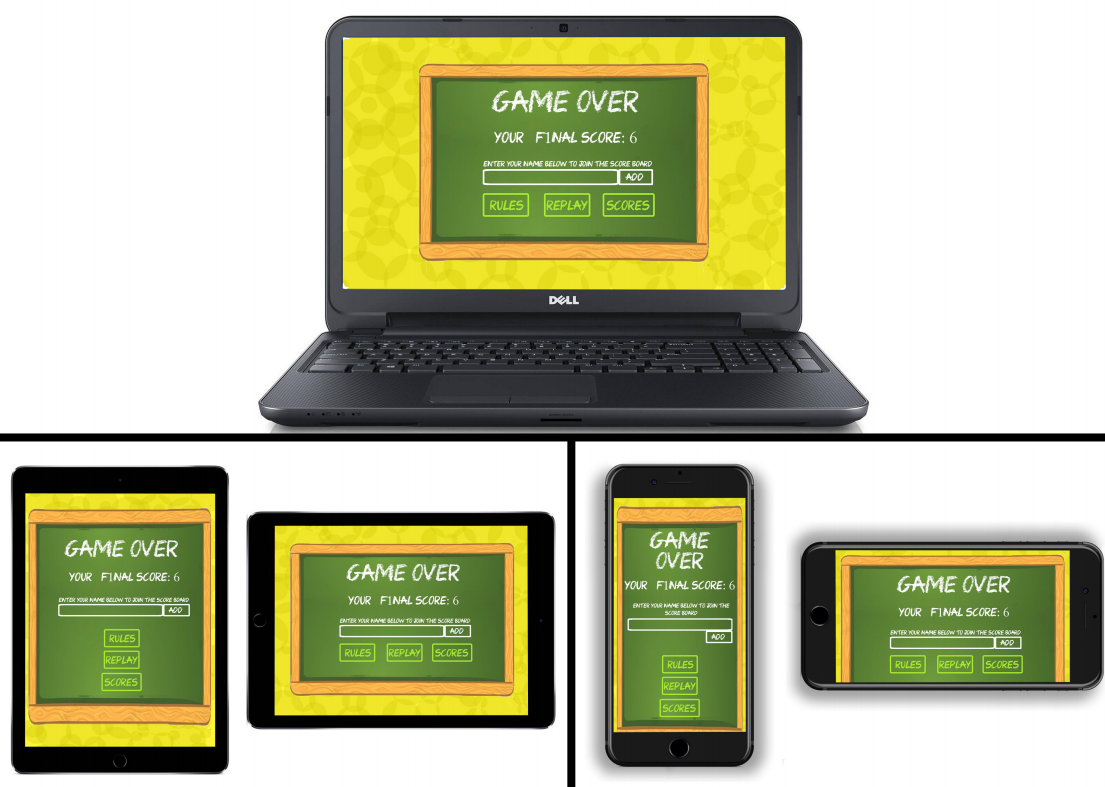 GAME OVER
YOUR FINAL SCORE: 6
ENTER YOUR NAME BELOW TO JOIN THE SCORE BOARD
ADD
RULES REPLAY SCORES
DELL
GAME OVER
YOUR FINAL SCORE: 6
ENTER YOUR NAME BELOW TO JOIN THE SCORE BOARD
ADD
RULES
REPLAY
SCORES
GAME OVER
YOUR FINAL SCORE: 6
ENTER YOUR NAME BELOW TO JOIN THE SCORE BOARD
ADD
RULES REPLAY SCORES
GAME
OVER
YOUR FINAL SCORE: 6
ENTER YOUR NAME BELOW TO JOIN THE
SCORE BOARD
ADD
RULES
REPLAY
SCORES
GAME OVER
YOUR FINAL SCORE: 6
ENTER YOUR NAME BELOW TO JOIN THE SCORE BOARD
ADD
RULES REPLAY SCORES